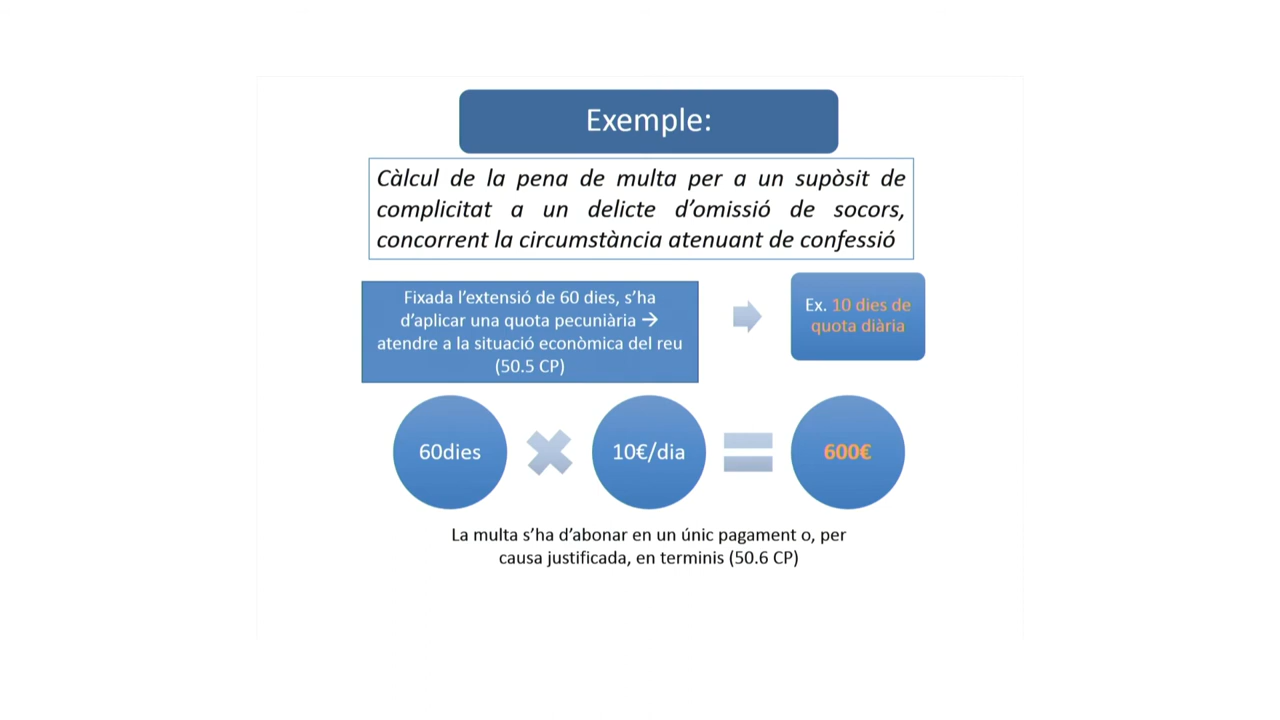 Exemple:
Càlcul de la pena de multa per a un supòsit de
complicitat a un delicte d’omissió de socors,
concorrent la circumstància atenuant de confessió
Fixada l’extensió de 60 dies, s’ha
d’aplicar una quota pecuniària →
atendre a la situació econòmica del reu
(50.5 CP)
Ex. 10 dies de
quota diària
60dies
10€/dia
600€
La multa s’ha d’abonar en un únic pagament o, per
causa justificada, en terminis (50.6 CP)